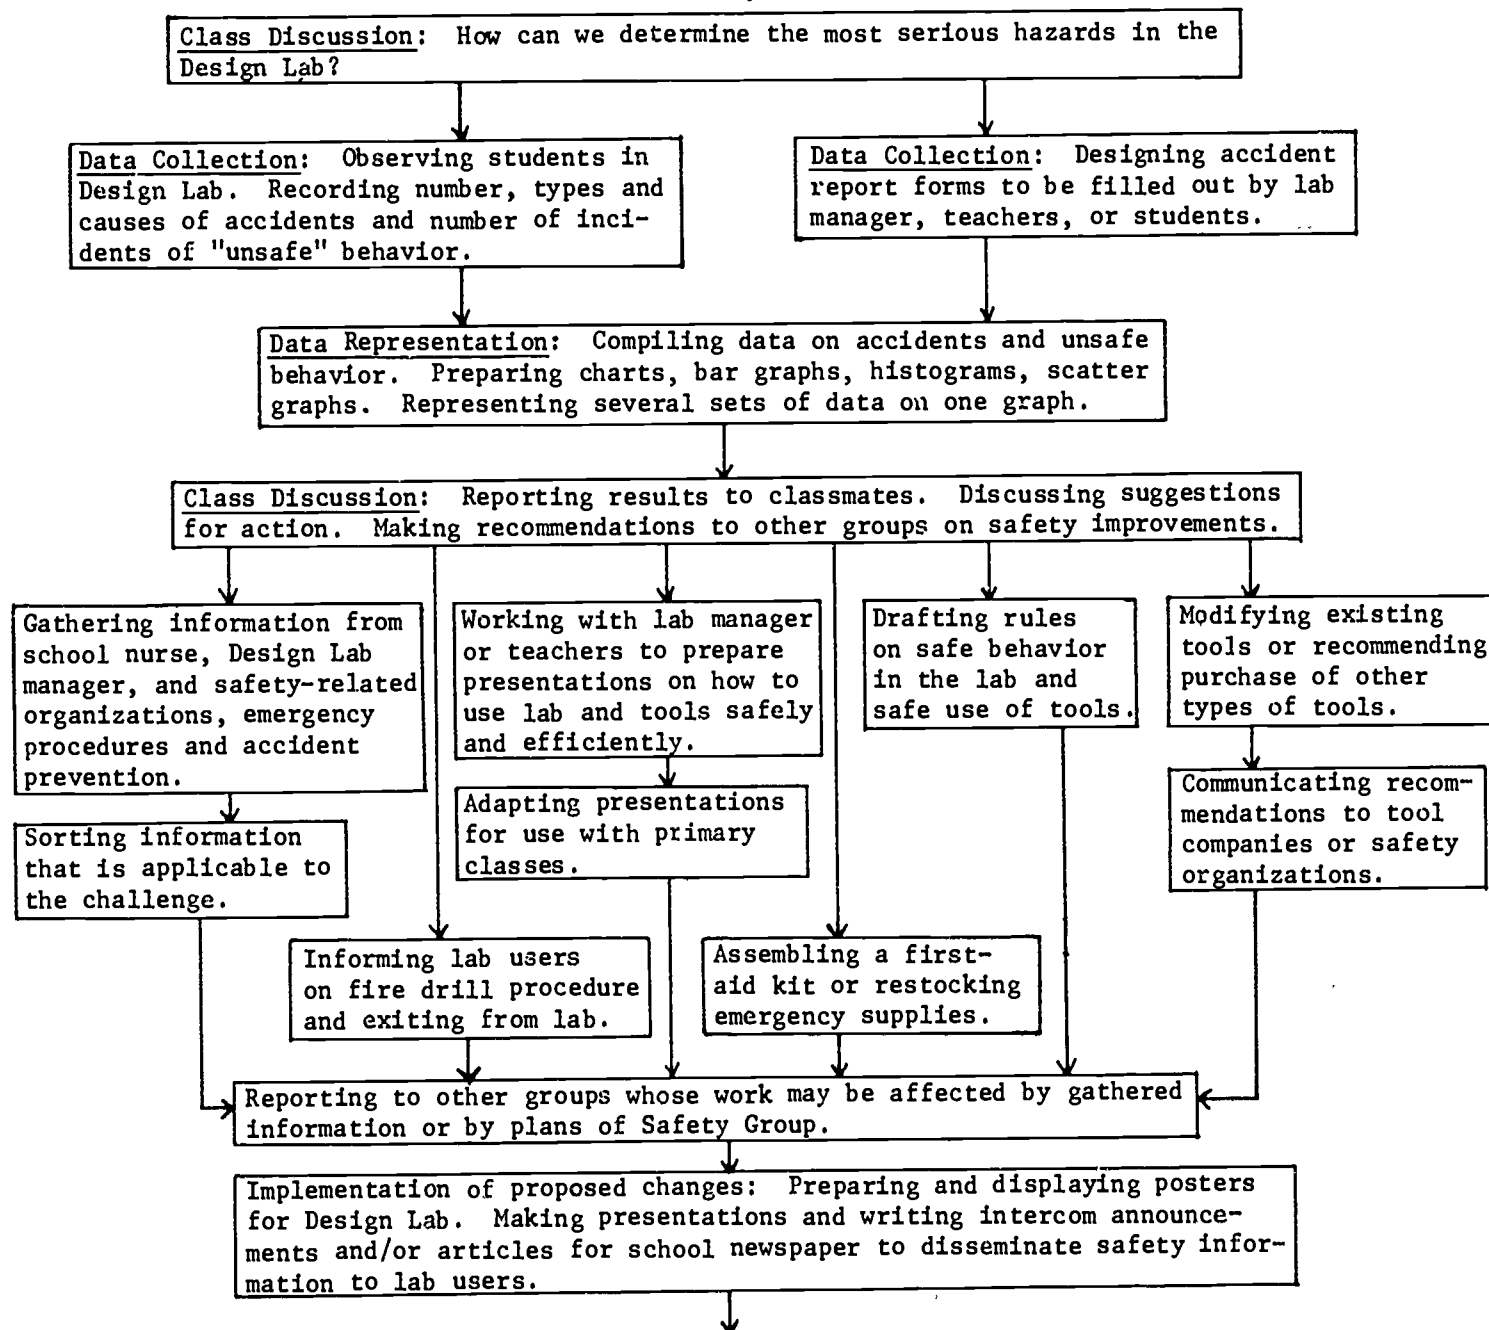 Class Discussion: How can we determine the most serious hazards in the
Design Lab?
Data Collection: Observing students in
Design Lab. Recording number, types and
causes of accidents and number of inci-
dents of "unsafe" behavior.
Data Collection: Designing accident
report forms to be filled out by lab
manager, teachers, or students.
Data Representation: Compiling data on accidents and unsafe
behavior. Preparing charts, bar graphs, histograms, scatter
graphs. Representing several sets of data on one graph.
Class Discussion: Reporting results to classmates. Discussing suggestions
for action. Making recommendations to other groups on safety improvements.
Gathering information from
school nurse, Design Lab
manager, and safety-related
organizations, emergency
procedures and accident
prevention.
Working with lab manager
or teachers to prepare
presentations on how to
use lab and tools safely
and efficiently.
Drafting rules
on safe behavior
in the lab and
safe use of tools.
Modifying existing
tools or recommending
purchase of other
types of tools.
Sorting information
that is applicable to
the challenge.
Adapting presentations
for use with primary
classes.
Communicating recom-
mendations to tool
companies or safety
organizations.
Informing lab users
on fire drill procedure
and exiting from lab.
Assembling a first-
aid kit or restocking
emergency supplies.
Reporting to other groups whose work may be affected by gathered
information or by plans of Safety Group.
Implementation of proposed changes: Preparing and displaying posters
for Design Lab. Making presentations and writing intercom announce-
ments and/or articles for school newspaper to disseminate safety infor-
mation to lab users.